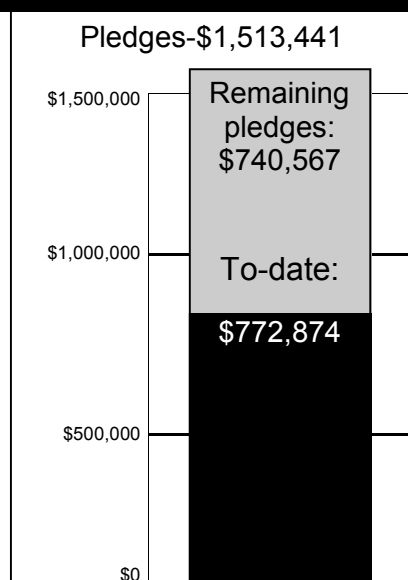 Pledges-$1,513,441
$1,500,000
Remaining
pledges:
$740,567
$1,000,000
To-date:
$772,874
$500,000
$0